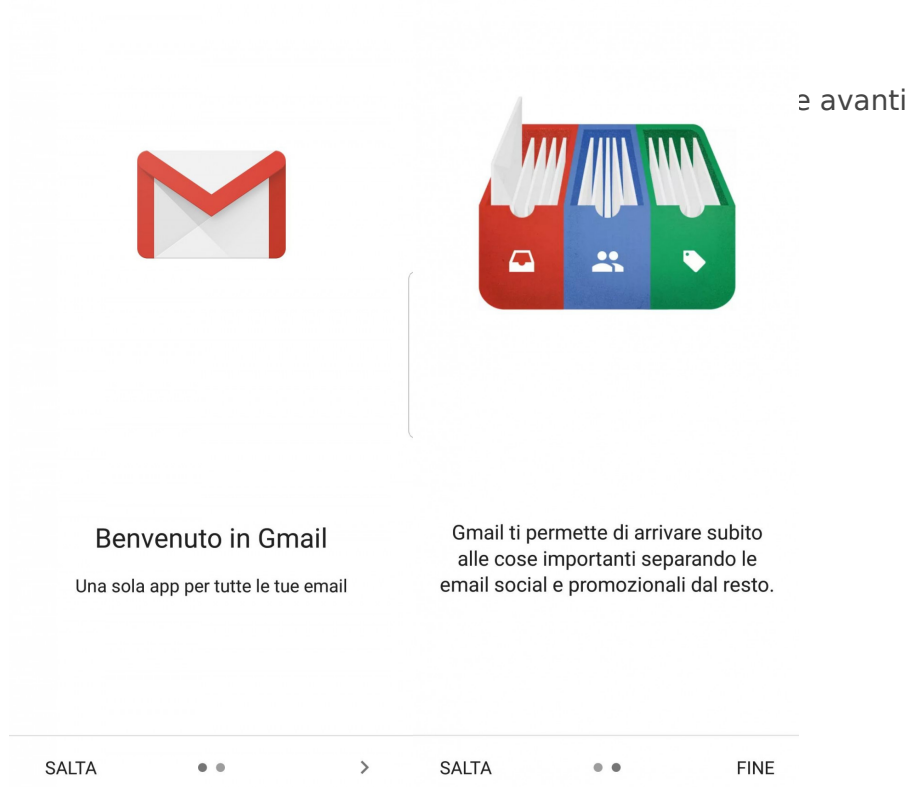 e avanti
Benvenuto in Gmail
Una sola app per tutte le tue email
SALTA
Gmail ti permette di arrivare subito
alle cose importanti separando le
email social e promozionali dal resto.
SALTA
FINE